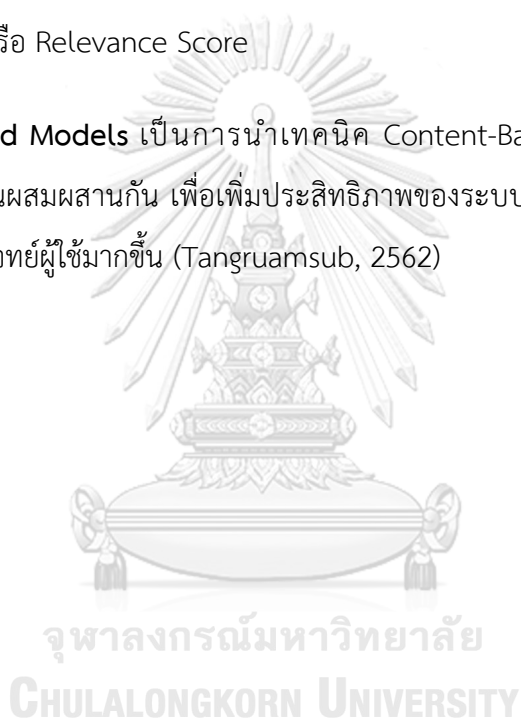 รือ Relevance Score
d Models เป็นการนำเทคนิค Content-Ba
นผสมผสานกัน เพื่อเพิ่มประสิทธิภาพของระบบ
จทย์ผู้ใช้มากขึ้น (Tangruamsub, 2562)
จุฬาลงกรณ์มหาวิทยาลัย
CHULALONGKORN UNIVERSITY